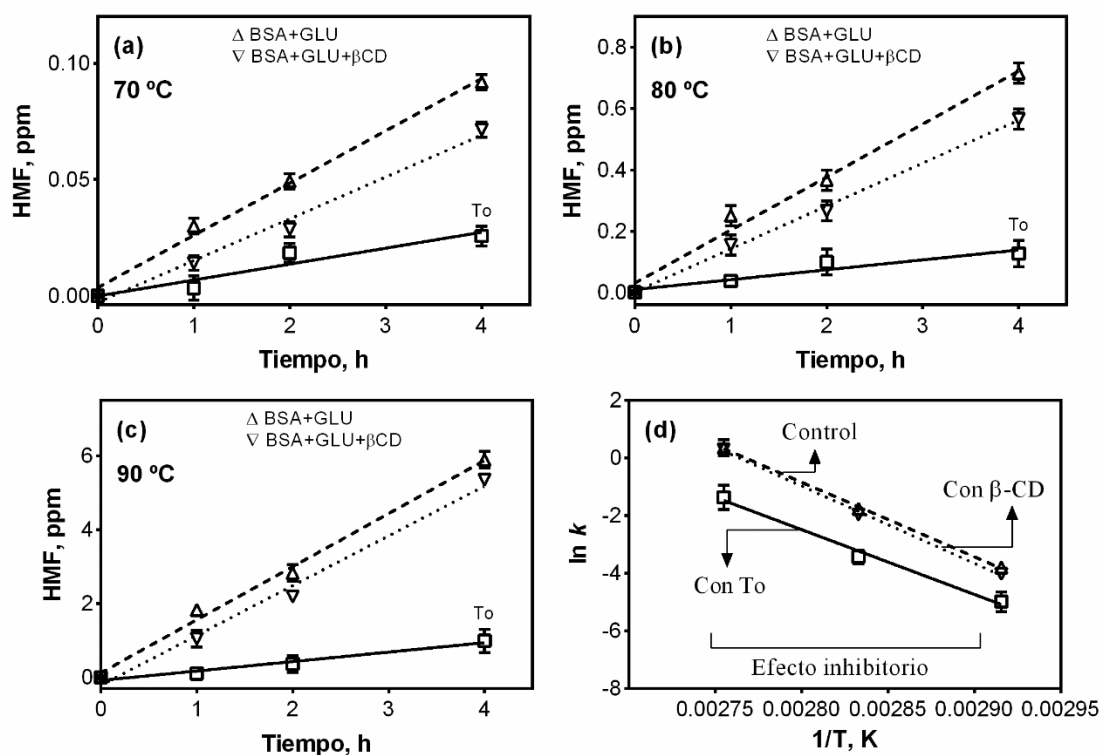 (a)
Δ BSA+GLU
∇ BSA+GLU+βCD
70 ºC
0.10
0.05
0.00
HMF, ppm
To
0 1 2 3 4
Tiempo, h
(b)
Δ BSA+GLU
∇ BSA+GLU+βCD
80 ºC
0.8
0.6
0.4
0.2
0.0
HMF, ppm
To
0 1 2 3 4
Tiempo, h
(c)
Δ BSA+GLU
∇ BSA+GLU+βCD
90 ºC
6
4
2
0
HMF, ppm
To
0 1 2 3 4
Tiempo, h
(d)
2
0
-2
-4
-6
-8
ln k
Control
Con β-CD
Con To
Efecto inhibitorio
0.00275 0.00280 0.00285 0.00290 0.00295
1/T, K